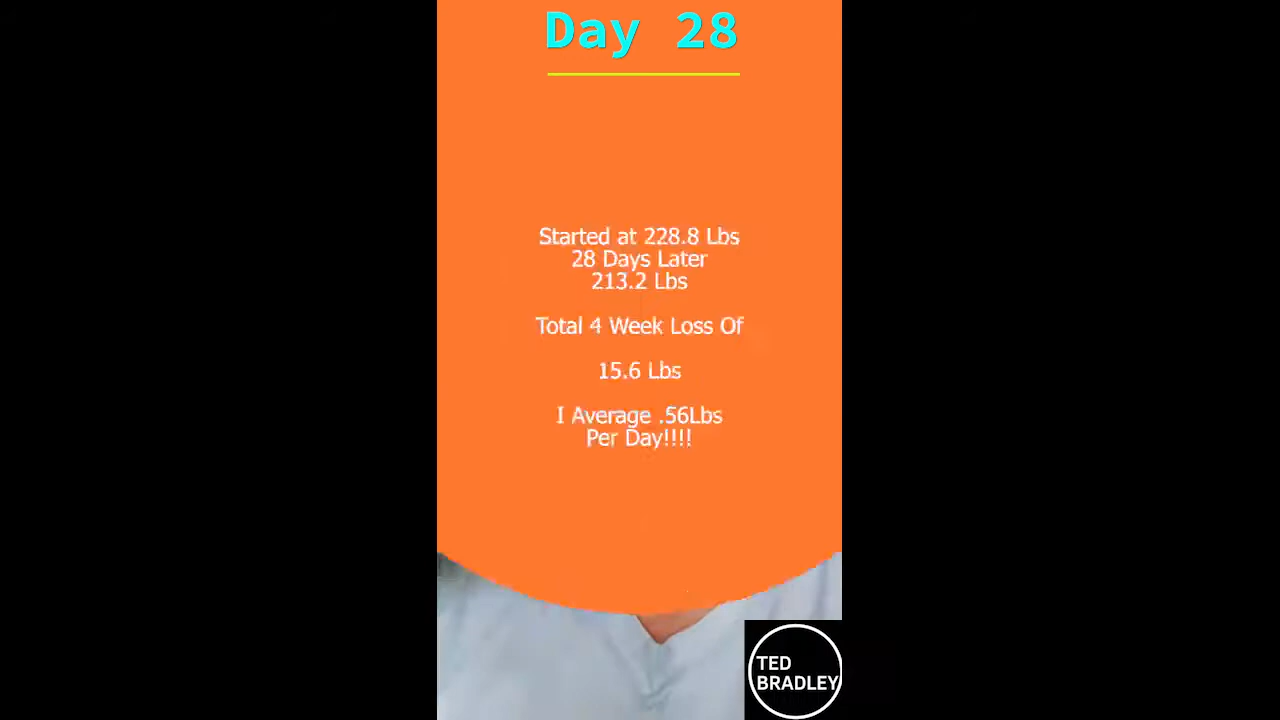 Day 28
Started at 228.8 Lbs
28 Days Later
213.2 Lbs
Total 4 Week Loss Of
15.6 Lbs
I Average .56Lbs
Per Day!!!!
TED
BRADLEY